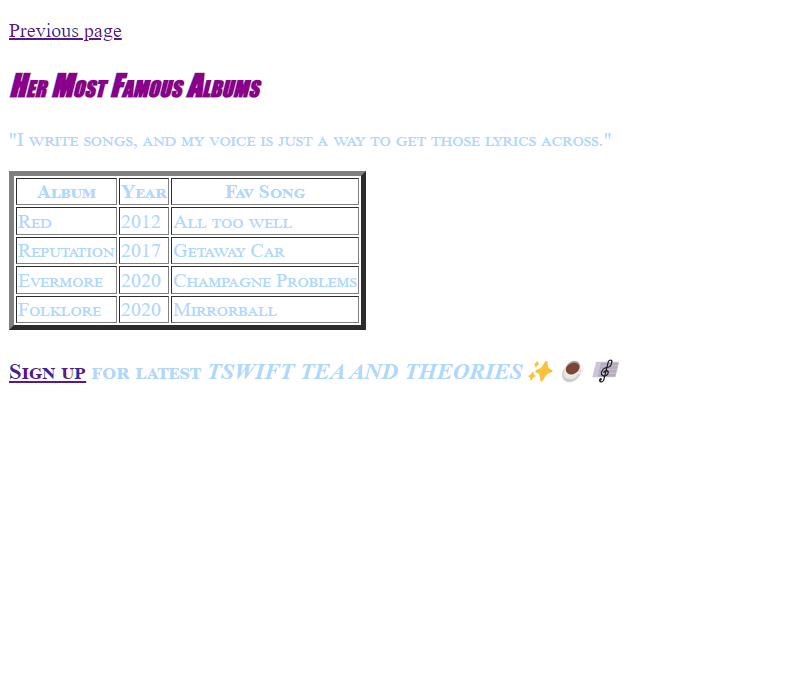 Previous page
Her Most Famous Albums
"I write songs, and my voice is just a way to get those lyrics across."
Album Year Fav Song
Red 2012 All too well
Reputation 2017 Getaway Car
Evermore 2020 Champagne Problems
Folklore 2020 Mirrorball
Sign up for latest TSWIFT TEA AND THEORIES ✨ ☕ 🎼